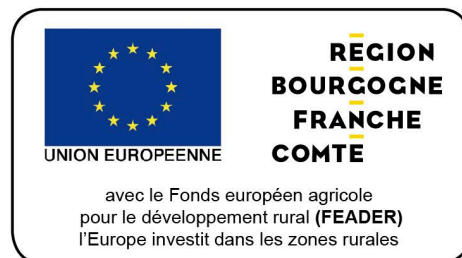 UNION EUROPEENNE
REGION
BOURGOGNE
FRANCHE
COMTE
avec le Fonds européen agricole
pour le développement rural (FEADER)
l'Europe investit dans les zones rurales